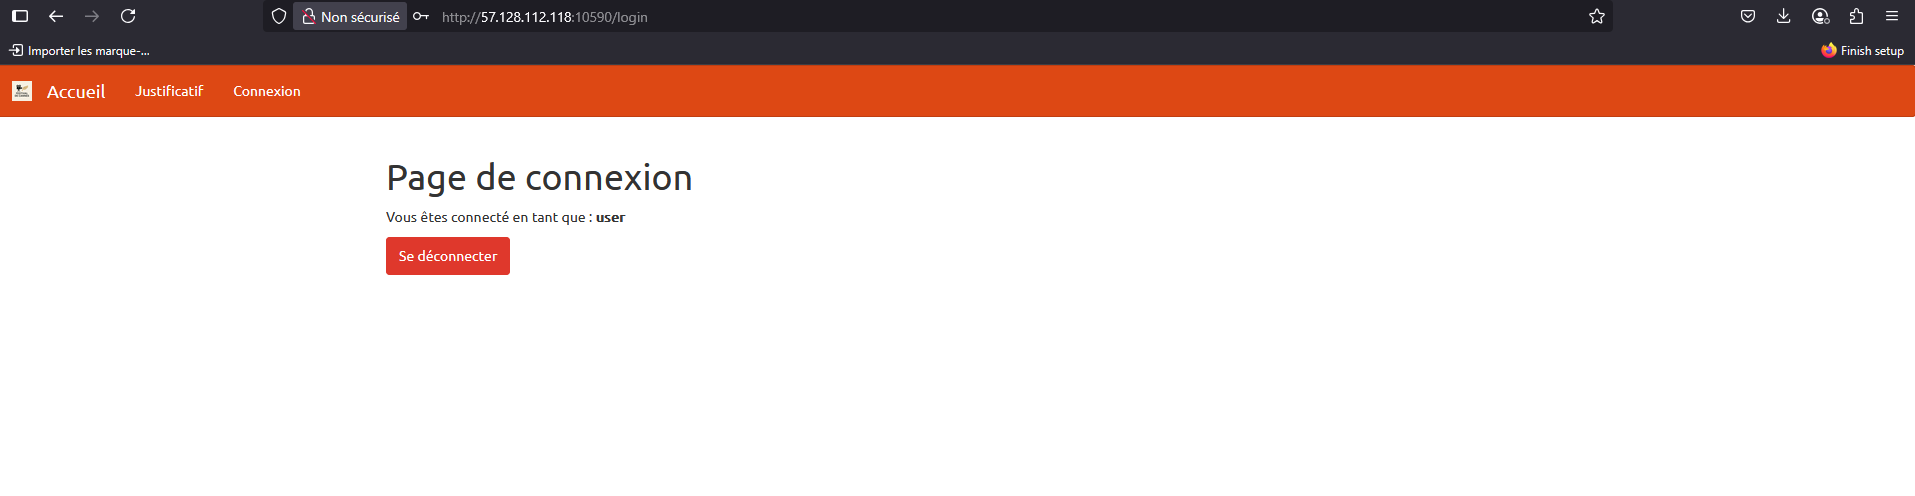 Non sécurisé http://57.128.112.118:10590/login
Importer les marque-... Finish setup
Accueil Justificatif Connexion
Page de connexion
Vous êtes connecté en tant que : user
Se déconnecter